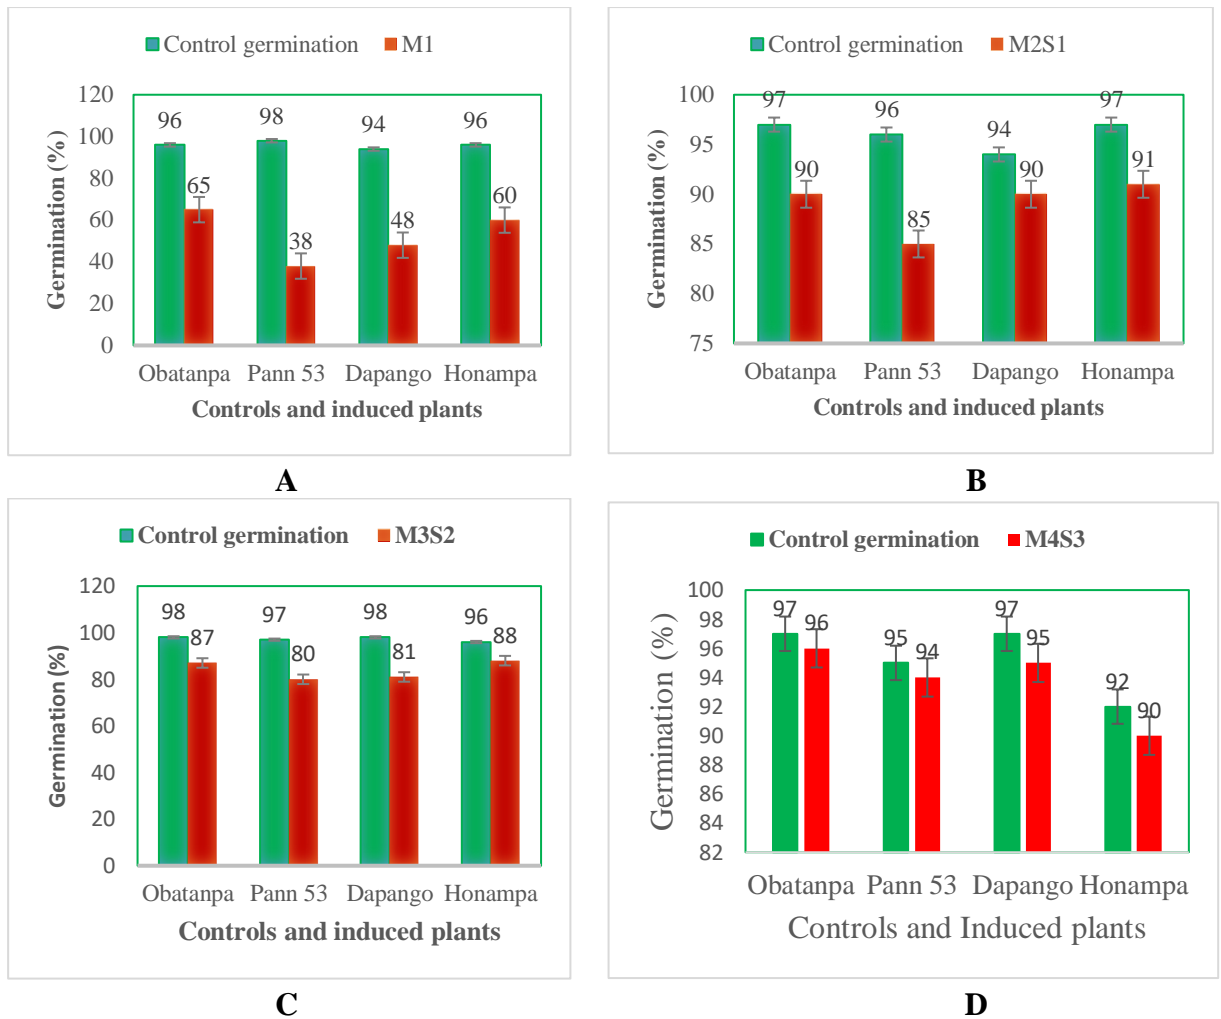 Control germination M1
120
100
80
60
40
20
0
Germination (%)
96 98 94 96
65 38 48 60
Obatanpa Pann 53 Dapango Honampa
Controls and induced plants
A
Control germination M2S1
100
95
90
85
80
75
Germination (%)
97 96 94 97
90 85 90 91
Obatanpa Pann 53 Dapango Honampa
Controls and induced plants
B
Control germination M3S2
120
100
80
60
40
20
0
Germination (%)
98 97 98 96
87 80 81 88
Obatanpa Pann 53 Dapango Honampa
Controls and induced plants
C
Control germination M4S3
100
98
96
94
92
90
88
86
84
82
Germination (%)
97 95 97 92
96 94 95 90
Obatanpa Pann 53 Dapango Honampa
Controls and Induced plants
D